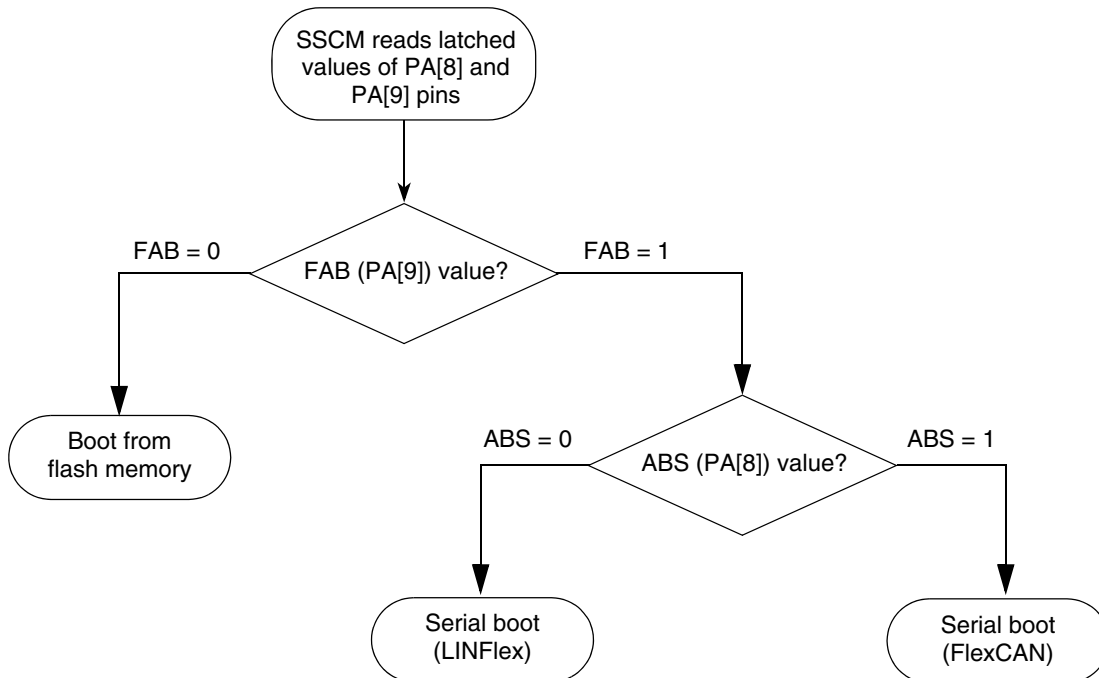 SSCM reads latched
values of PA[8] and
PA[9] pins
FAB = 0
FAB = 1
FAB (PA[9]) value?
Boot from
flash memory
ABS = 0
ABS = 1
ABS (PA[8]) value?
Serial boot
(LINFlex)
Serial boot
(FlexCAN)